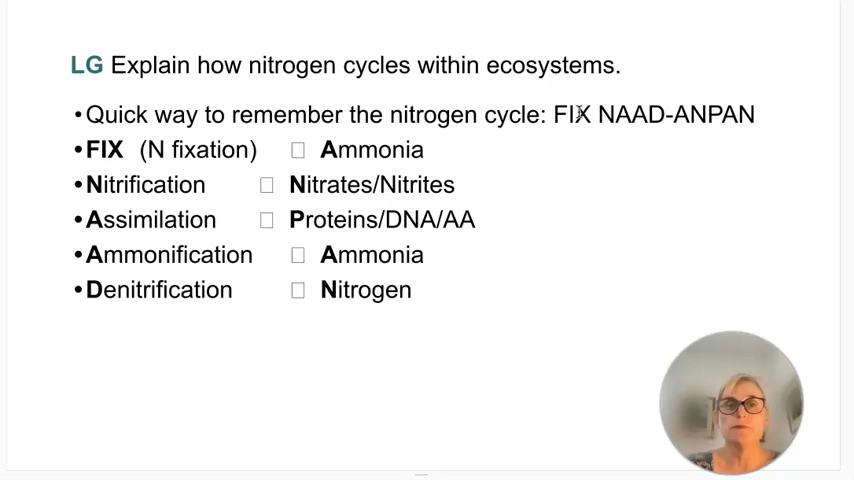 LG Explain how nitrogen cycles within ecosystems.
•Quick way to remember the nitrogen cycle: FIX NAAD-ANPAN
•FIX (N fixation) □ Ammonia
•Nitrification □ Nitrates/Nitrites
•Assimilation □ Proteins/DNA/AA
•Ammonification □ Ammonia
•Denitrification □ Nitrogen